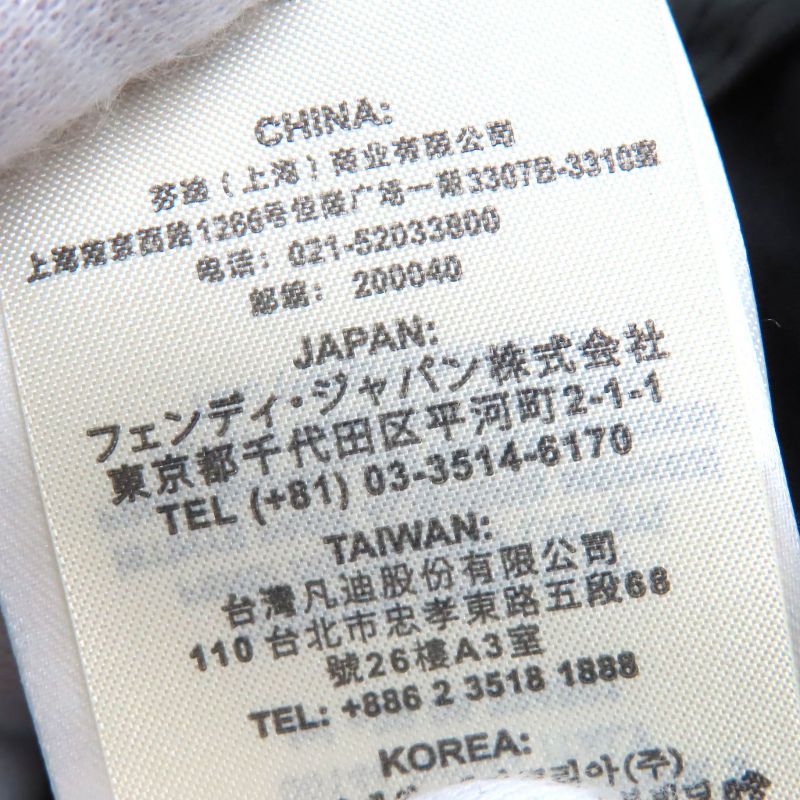 CHINA:
芬迪（上海）商业有限公司
上海南京西路1266号恒隆广场一期3307B-3310室
电话： 021-52033800
邮编： 200040
JAPAN:
フェンディ・ジャパン株式会社
東京都千代田区平河町2-1-1
TEL (+81) 03-3514-6170
TAIWAN:
台灣凡迪股份有限公司
110 台北市忠孝東路五段68
號26樓A3室
TEL: +886 2 3518 1888
KOREA:
코리아(주)